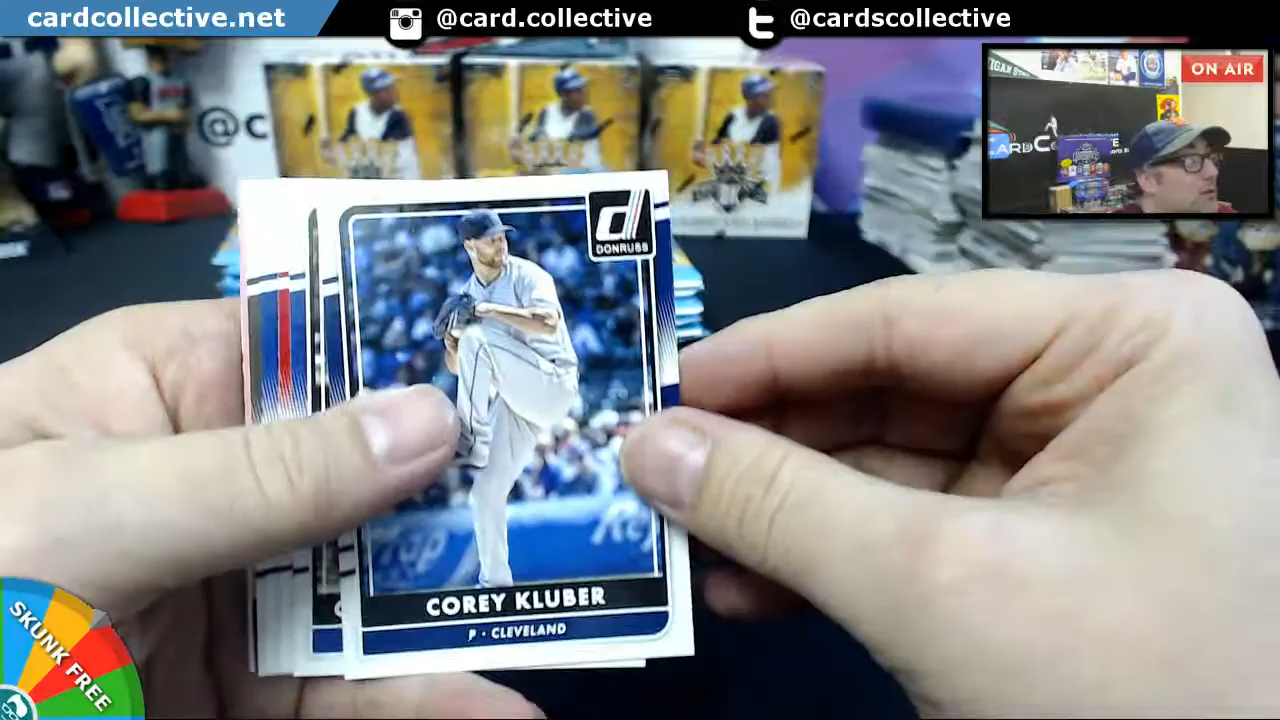 cardcollective.net
@card.collective
@cardscollective
ON AIR
@c
DONRUSS
COREY KLUBER
P · CLEVELAND
SKUNK FREE